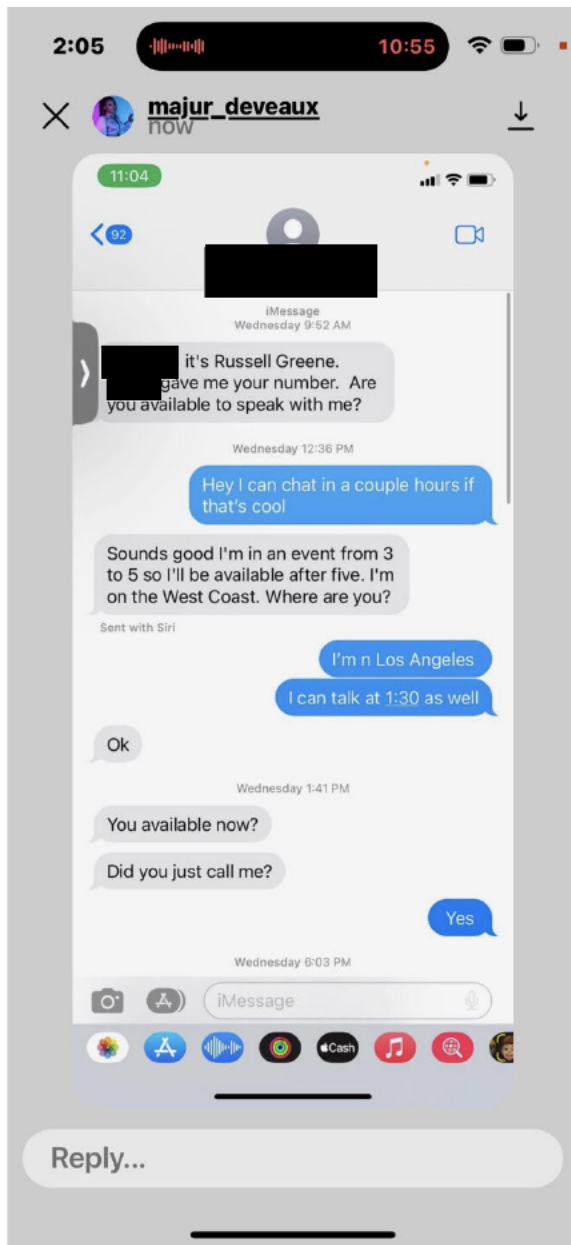 2:05
10:55
majur_deveaux
now
11:04
92
iMessage
Wednesday 9:52 AM
it's Russell Greene.
gave me your number. Are
you available to speak with me?
Wednesday 12:36 PM
Hey I can chat in a couple hours if
that's cool
Sounds good I'm in an event from 3
to 5 so I'll be available after five. I'm
on the West Coast. Where are you?
Sent with Siri
I'm n Los Angeles
I can talk at 1:30 as well
Ok
Wednesday 1:41 PM
You available now?
Did you just call me?
Yes
Wednesday 6:03 PM
iMessage
Cash
Reply...